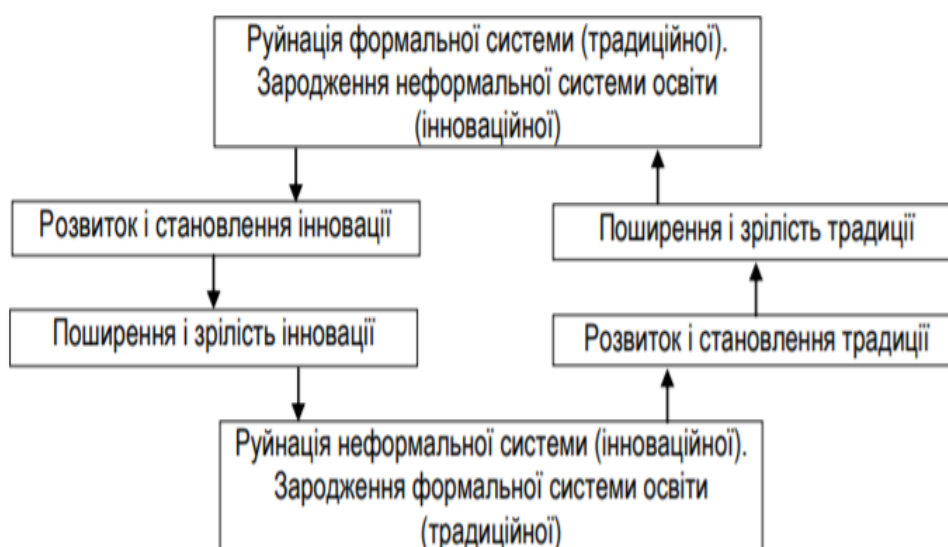 Руйнація формальної системи (традиційної).
Зародження неформальної системи освіти
(інноваційної)
Розвиток і становлення інновації
Поширення і зрілість традиції
Поширення і зрілість інновації
Розвиток і становлення традиції
Руйнація неформальної системи (інноваційної).
Зародження формальної системи освіти
(традиційної)